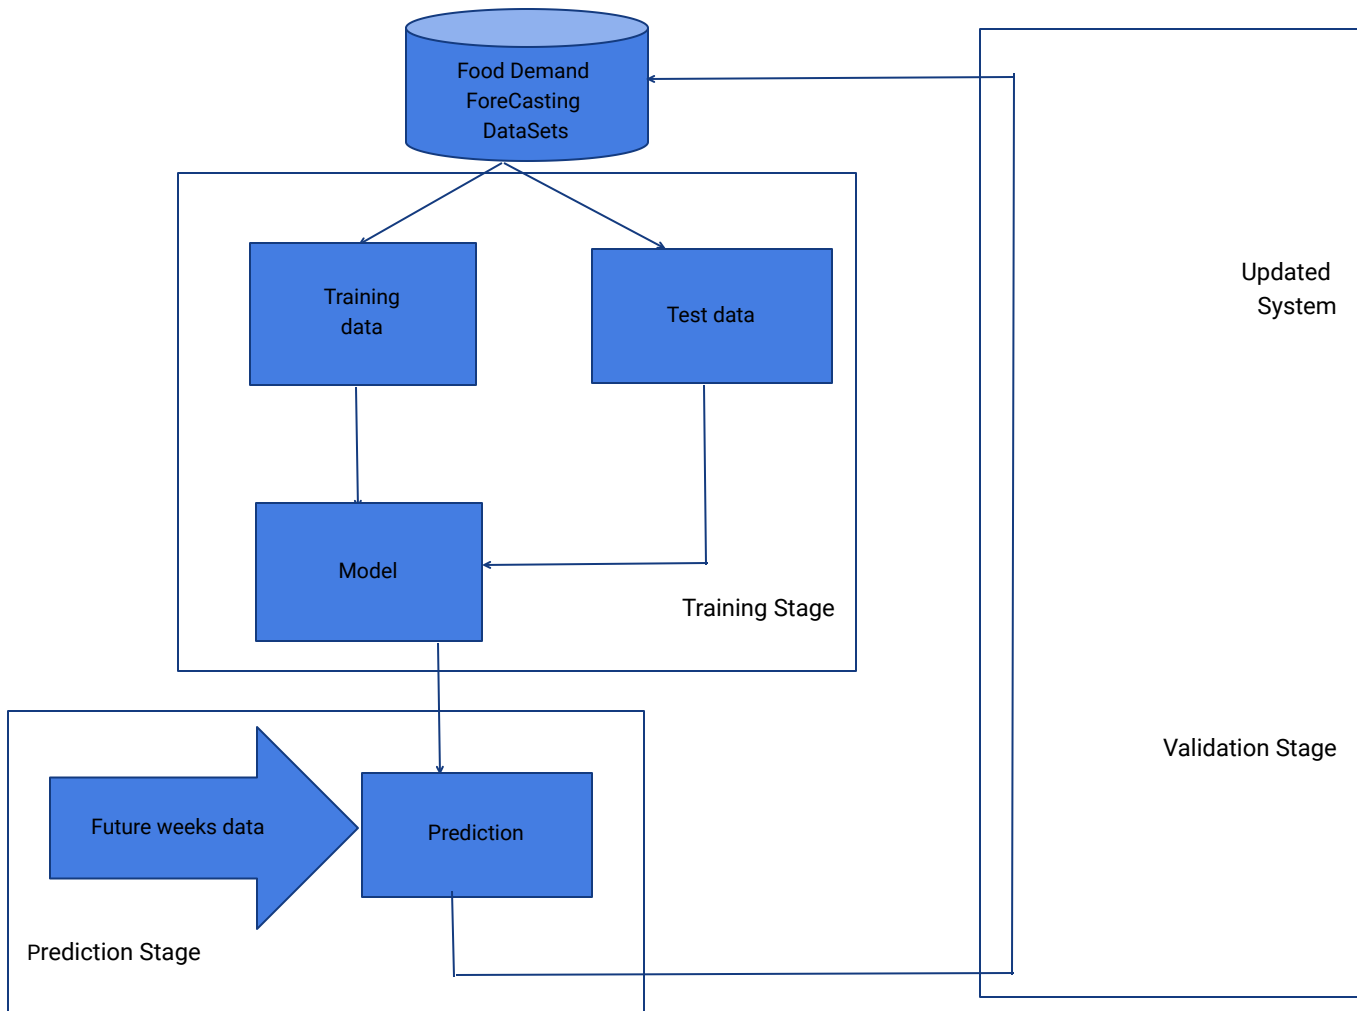 Food Demand
ForeCasting
DataSets
Training
data
Test data
Updated
System
Model
Training Stage
Validation Stage
Future weeks data
Prediction
Prediction Stage